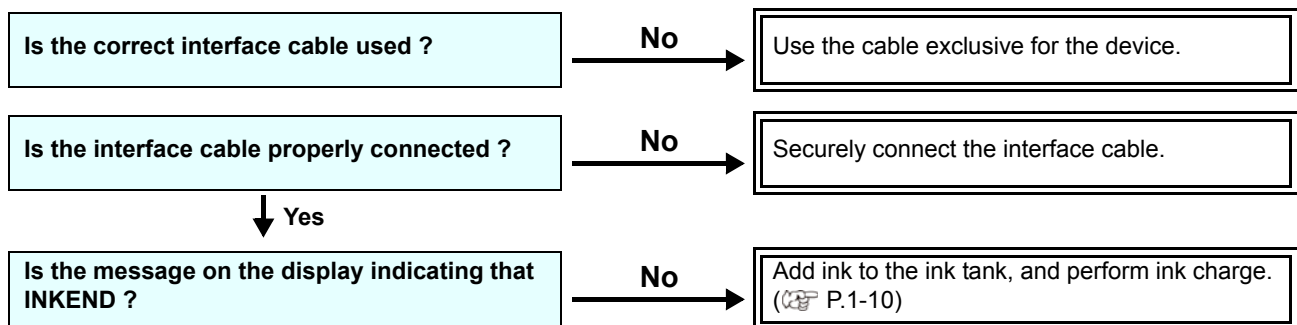 Is the correct interface cable used ?
No
Use the cable exclusive for the device.
Is the interface cable properly connected ?
No
Securely connect the interface cable.
Yes
Is the message on the display indicating that
INKEND ?
No
Add ink to the ink tank, and perform ink charge.
( P.1-10)